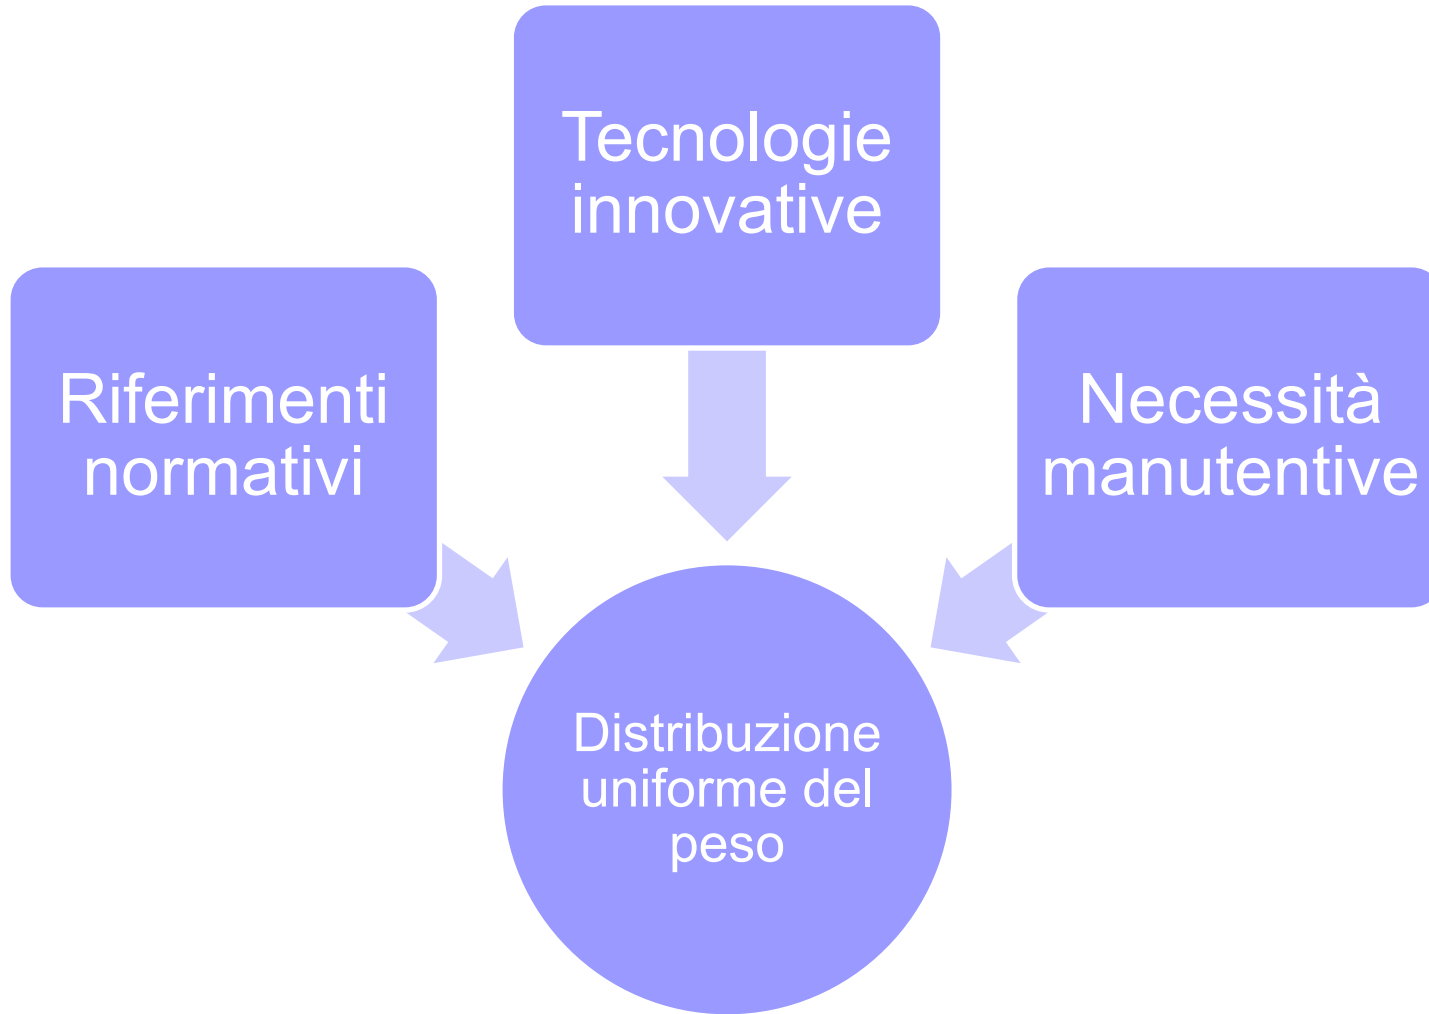 Tecnologie
innovative
Riferimenti
normativi
Necessità
manutentive
Distribuzione
uniforme del
peso